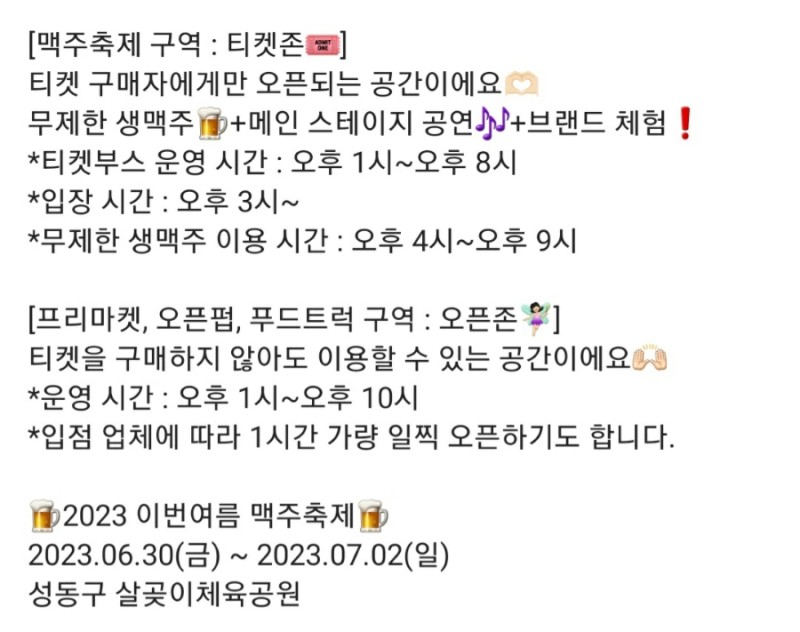 [맥주축제 구역 : 티켓존🎟️]
티켓 구매자에게만 오픈되는 공간이에요🫶🏻
무제한 생맥주🍺+메인 스테이지 공연🎶+브랜드 체험❗
*티켓부스 운영 시간 : 오후 1시~오후 8시
*입장 시간 : 오후 3시~
*무제한 생맥주 이용 시간 : 오후 4시~오후 9시
[프리마켓, 오픈펍, 푸드트럭 구역 : 오픈존🧚🏻‍♀️]
티켓을 구매하지 않아도 이용할 수 있는 공간이에요🙌🏻
*운영 시간 : 오후 1시~오후 10시
*입점 업체에 따라 1시간 가량 일찍 오픈하기도 합니다.
🍺2023 이번여름 맥주축제🍺
2023.06.30(금) ~ 2023.07.02(일)
성동구 살곶이체육공원